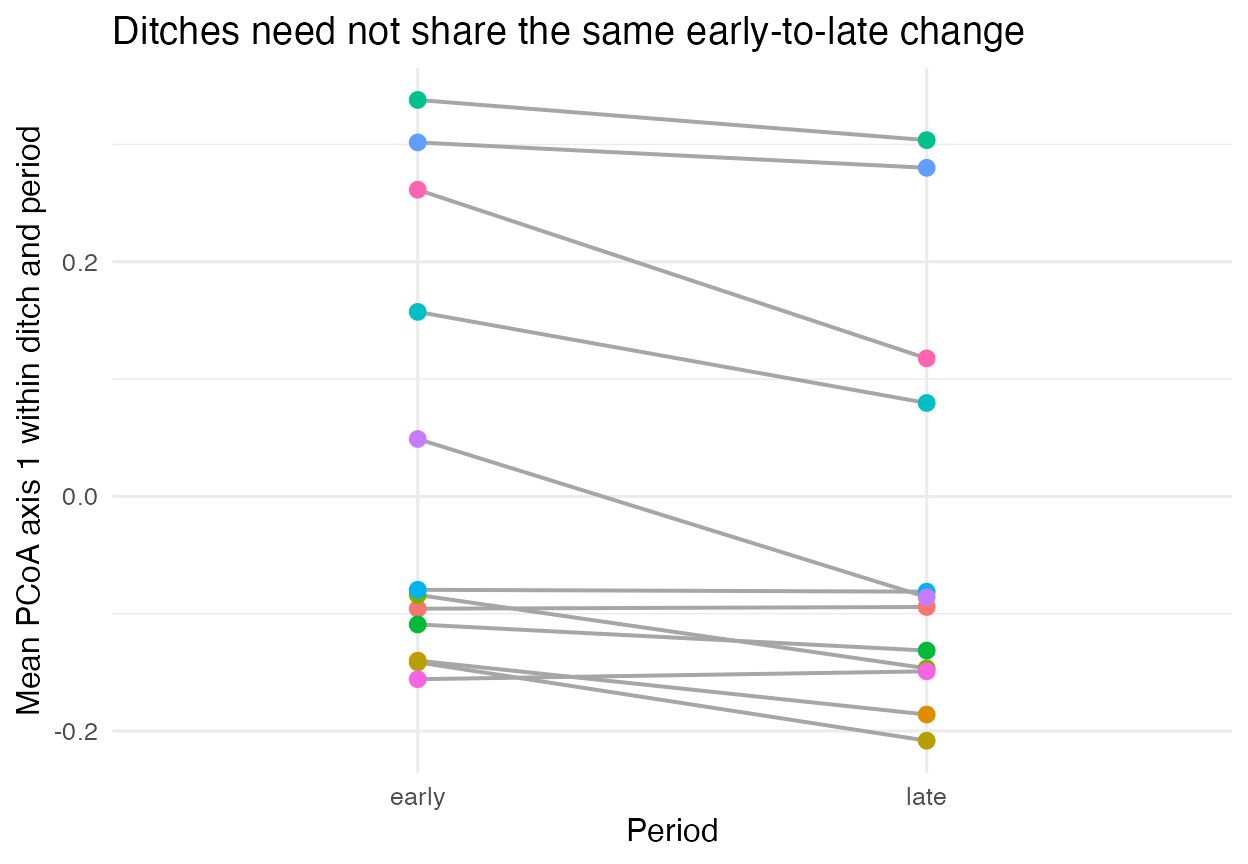 Ditches need not share the same early-to-late change
Mean PCoA axis 1 within ditch and period
0.2
0.0
-0.2
early
late
Period